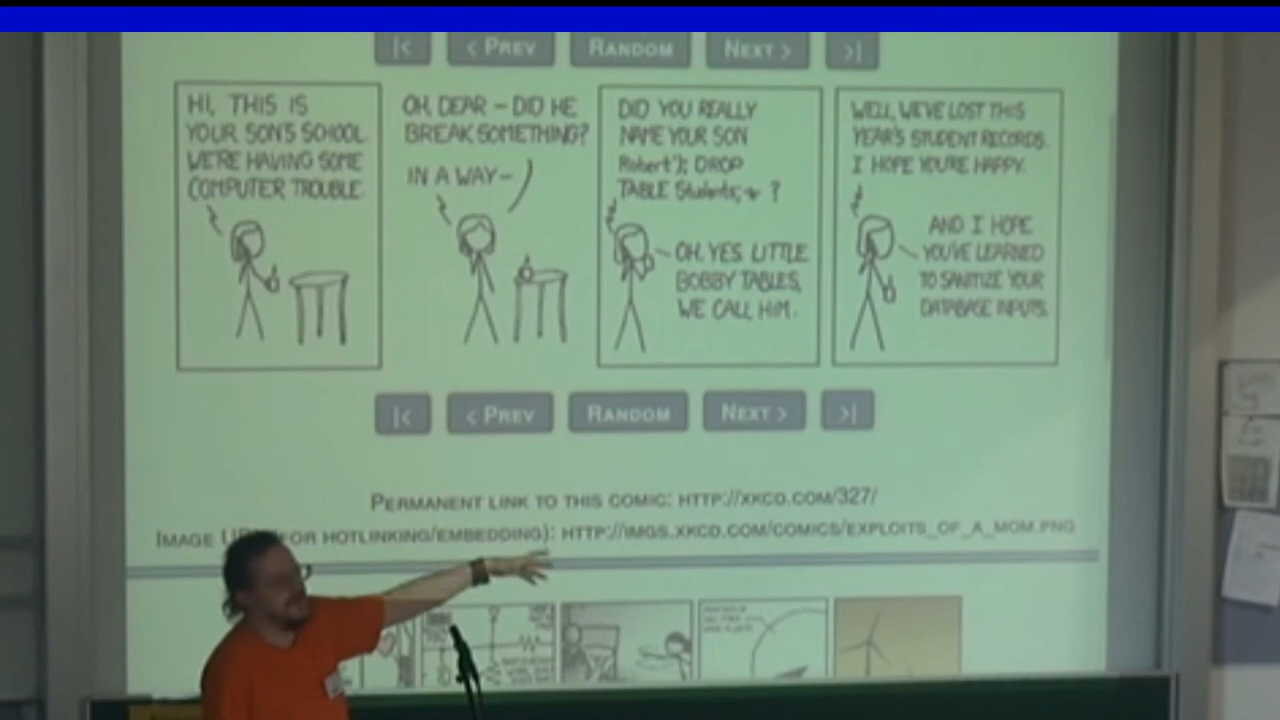 |<
< PREV
RANDOM
NEXT >
>|
HI, THIS IS
YOUR SON'S SCHOOL.
WE'RE HAVING SOME
COMPUTER TROUBLE.
OH, DEAR – DID HE
BREAK SOMETHING?
IN A WAY–
DID YOU REALLY
NAME YOUR SON
Robert'); DROP
TABLE Students;-- ?
OH, YES. LITTLE
BOBBY TABLES,
WE CALL HIM.
WELL, WE'VE LOST THIS
YEAR'S STUDENT RECORDS.
I HOPE YOU'RE HAPPY.
AND I HOPE
YOU'VE LEARNED
TO SANITIZE YOUR
DATABASE INPUTS.
|<
< PREV
RANDOM
NEXT >
>|
PERMANENT LINK TO THIS COMIC: HTTP://XKCD.COM/327/
IMAGE FOR HOTLINKING/EMBEDDING): HTTP://IMGS.XKCD.COM/COMICS/EXPLOITS_OF_A_MOM.PNG